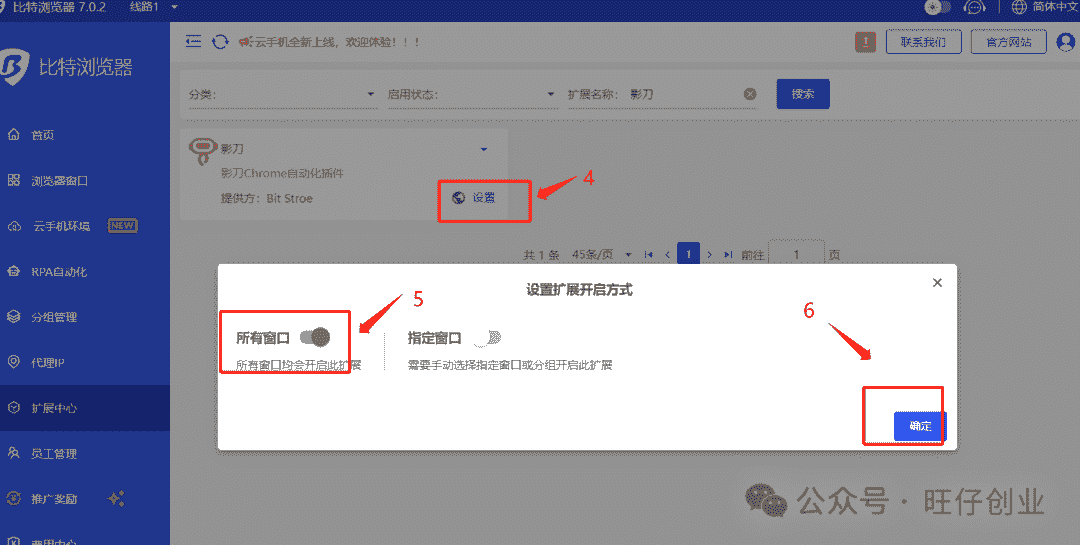 比特浏览器 7.0.2 线路1 简体中文
比特浏览器
云手机全新上线，欢迎体验！！！
联系我们
官方网站
分类：
启用状态：
扩展名称： 影刀
搜索
首页
浏览器窗口
云手机环境 NEW
RPA自动化
分组管理
代理IP
扩展中心
员工管理
推广奖励
费用中心
影刀
影刀Chrome自动化插件
提供方： Bit Stroe
设置
4
共 1 条 45条/页 1 前往 1 页
设置扩展开启方式
5
6
所有窗口
所有窗口均会开启此扩展
指定窗口
需要手动选择指定窗口或分组开启此扩展
确定
公众号 · 旺仔创业